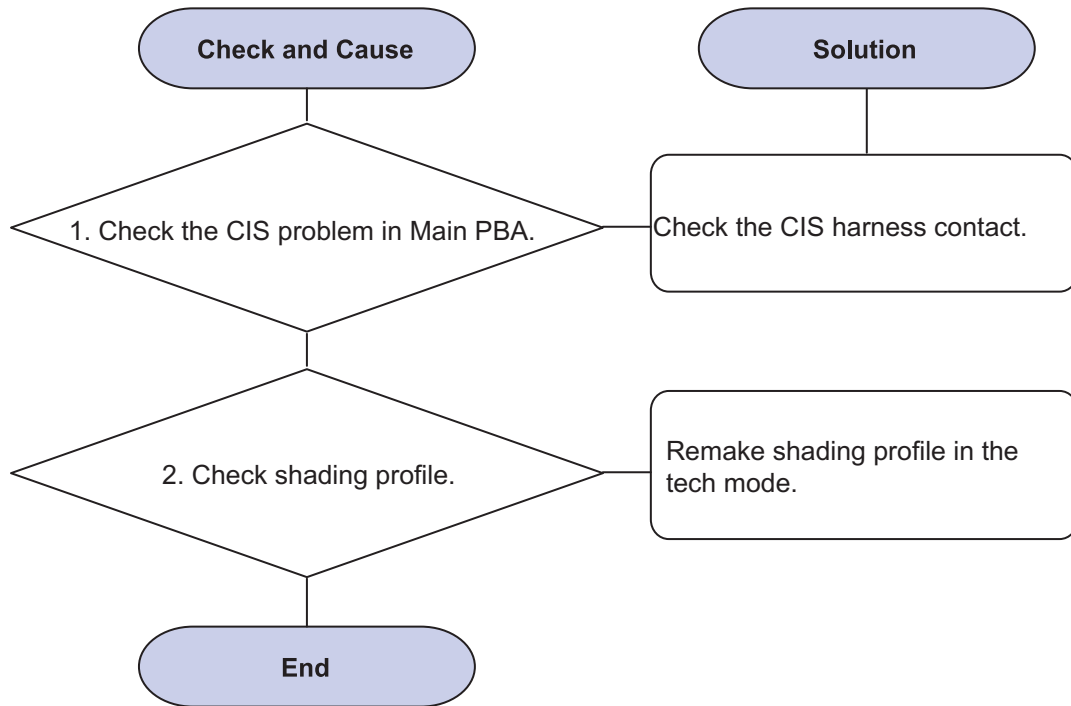 Check and Cause
Solution
1. Check the CIS problem in Main PBA.
Check the CIS harness contact.
2. Check shading profile.
Remake shading profile in the
tech mode.
End